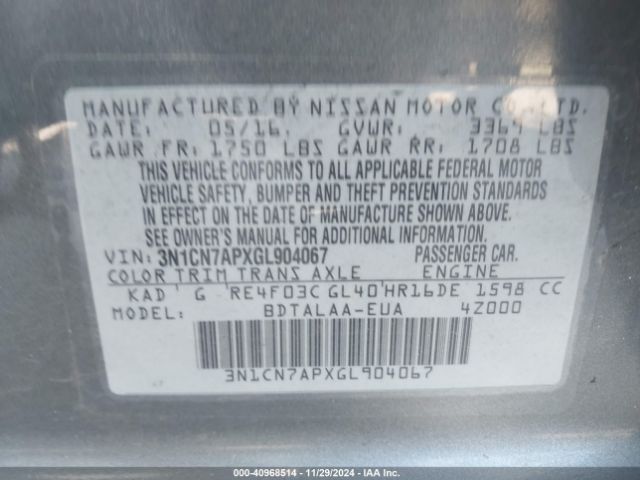 MANUFACTURED BY NISSAN MOTOR CO., LTD.
DATE: 05/16 GVWR: 3367 LBS
GAWR FR: 1750 LBS GAWR RR: 1708 LBS
THIS VEHICLE CONFORMS TO ALL APPLICABLE FEDERAL MOTOR
VEHICLE SAFETY, BUMPER AND THEFT PREVENTION STANDARDS
IN EFFECT ON THE DATE OF MANUFACTURE SHOWN ABOVE.
SEE OWNER'S MANUAL FOR ADDITIONAL INFORMATION.
VIN: 3N1CN7APXGL904067 PASSENGER CAR.
COLOR TRIM TRANS AXLE ENGINE
KAD G RE4F03C GL40 HR16DE 1598 CC
MODEL: BDTALAA-EUA 4Z000
3N1CN7APXGL904067
00-40968514 - 11/29/2024 - IAA Inc.